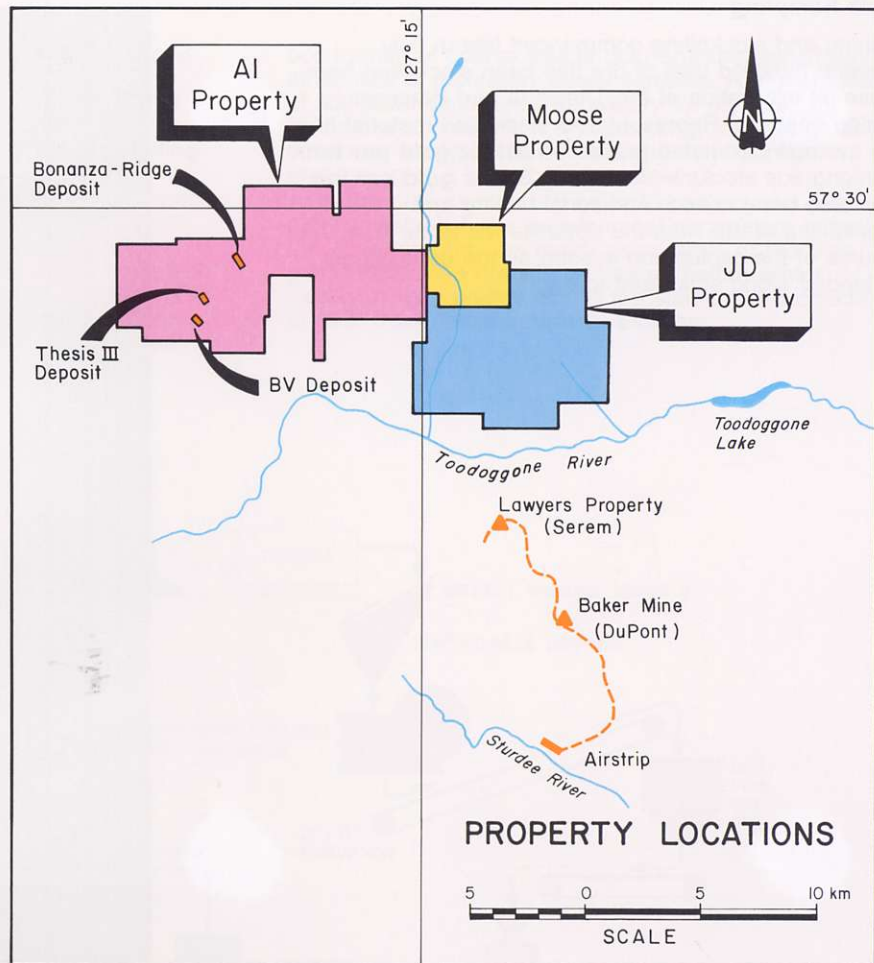 127° 15'
Al
Property
Moose
Property
N
Bonanza-Ridge
Deposit
57° 30'
JD
Property
Thesis III
Deposit
BV Deposit
Toodoggone
Lake
Toodoggone River
Lawyers Property
(Serem)
Baker Mine
(DuPont)
Airstrip
Sturdee River
PROPERTY LOCATIONS
5 0 5 10 km
SCALE